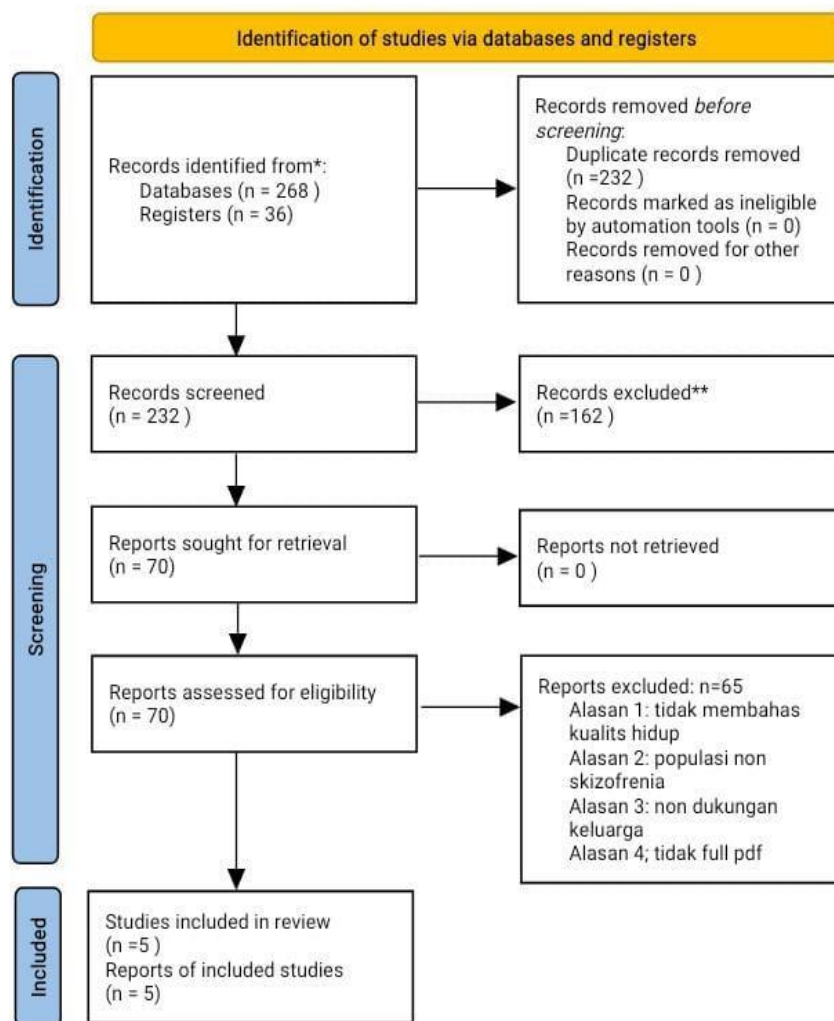 Identification of studies via databases and registers
Identification
Records identified from*:
Databases (n = 268 )
Registers (n = 36)
Records removed before
screening:
Duplicate records removed
(n =232 )
Records marked as ineligible
by automation tools (n = 0)
Records removed for other
reasons (n = 0 )
Screening
Records screened
(n = 232 )
Records excluded**
(n =162 )
Reports sought for retrieval
(n = 70)
Reports not retrieved
(n = 0 )
Reports assessed for eligibility
(n = 70)
Reports excluded: n=65
Alasan 1: tidak membahas
kualits hidup
Alasan 2: populasi non
skizofrenia
Alasan 3: non dukungan
keluarga
Alasan 4; tidak full pdf
Included
Studies included in review
(n =5 )
Reports of included studies
(n = 5)